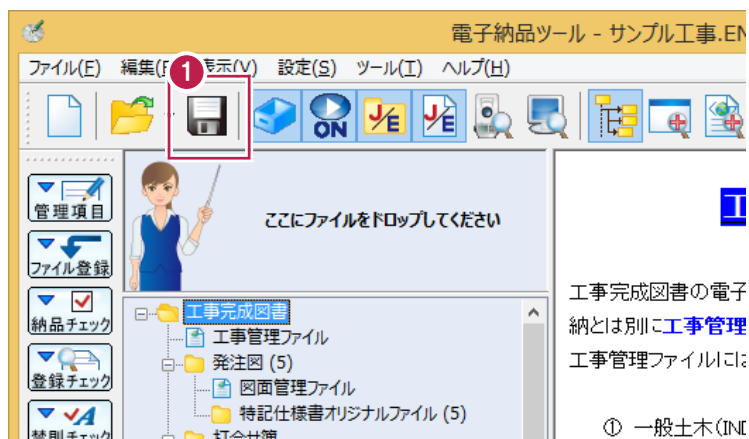 電子納品ツール - サンプル工事.EN
ファイル(F) 編集( 表示(V) 設定(S) ツール(T) ヘルプ(H)
1
ON J/E J/E
管理項目
ファイル登録
納品チェック
登録チェック
ここにファイルをドロップしてください
工事完成図書
工事管理ファイル
発注図 (5)
図面管理ファイル
特記仕様書オリジナルファイル (5)
打合せ簿
工事完成図書の電子
納とは別に工事管理
工事管理ファイルには
① 一般土木(IND